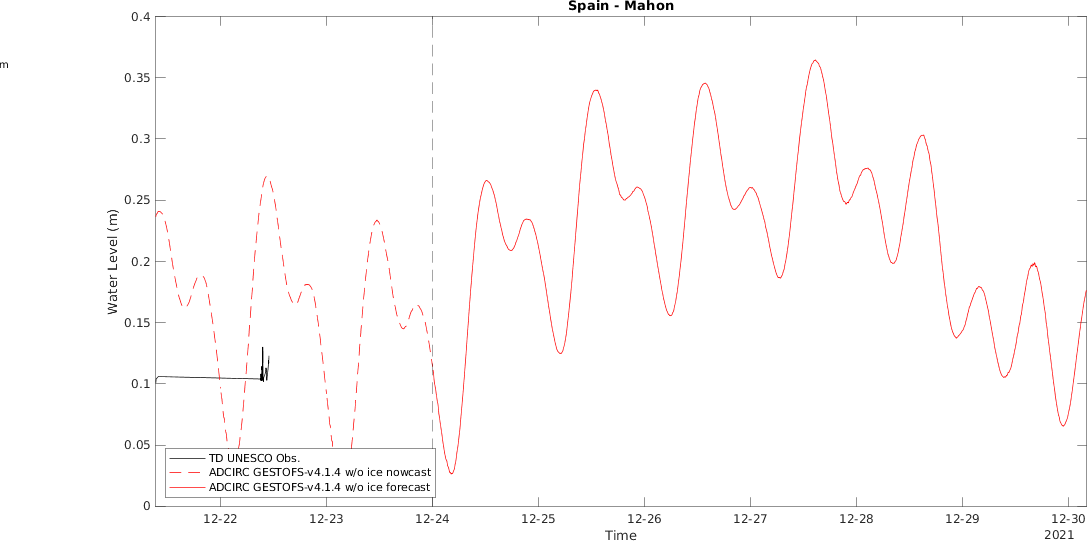 Spain - Mahon
m
Water Level (m)
0.4
0.35
0.3
0.25
0.2
0.15
0.1
0.05
0
TD UNESCO Obs.
ADCIRC GESTOFS-v4.1.4 w/o ice nowcast
ADCIRC GESTOFS-v4.1.4 w/o ice forecast
12-22 12-23 12-24 12-25 12-26 12-27 12-28 12-29 12-30
Time
2021